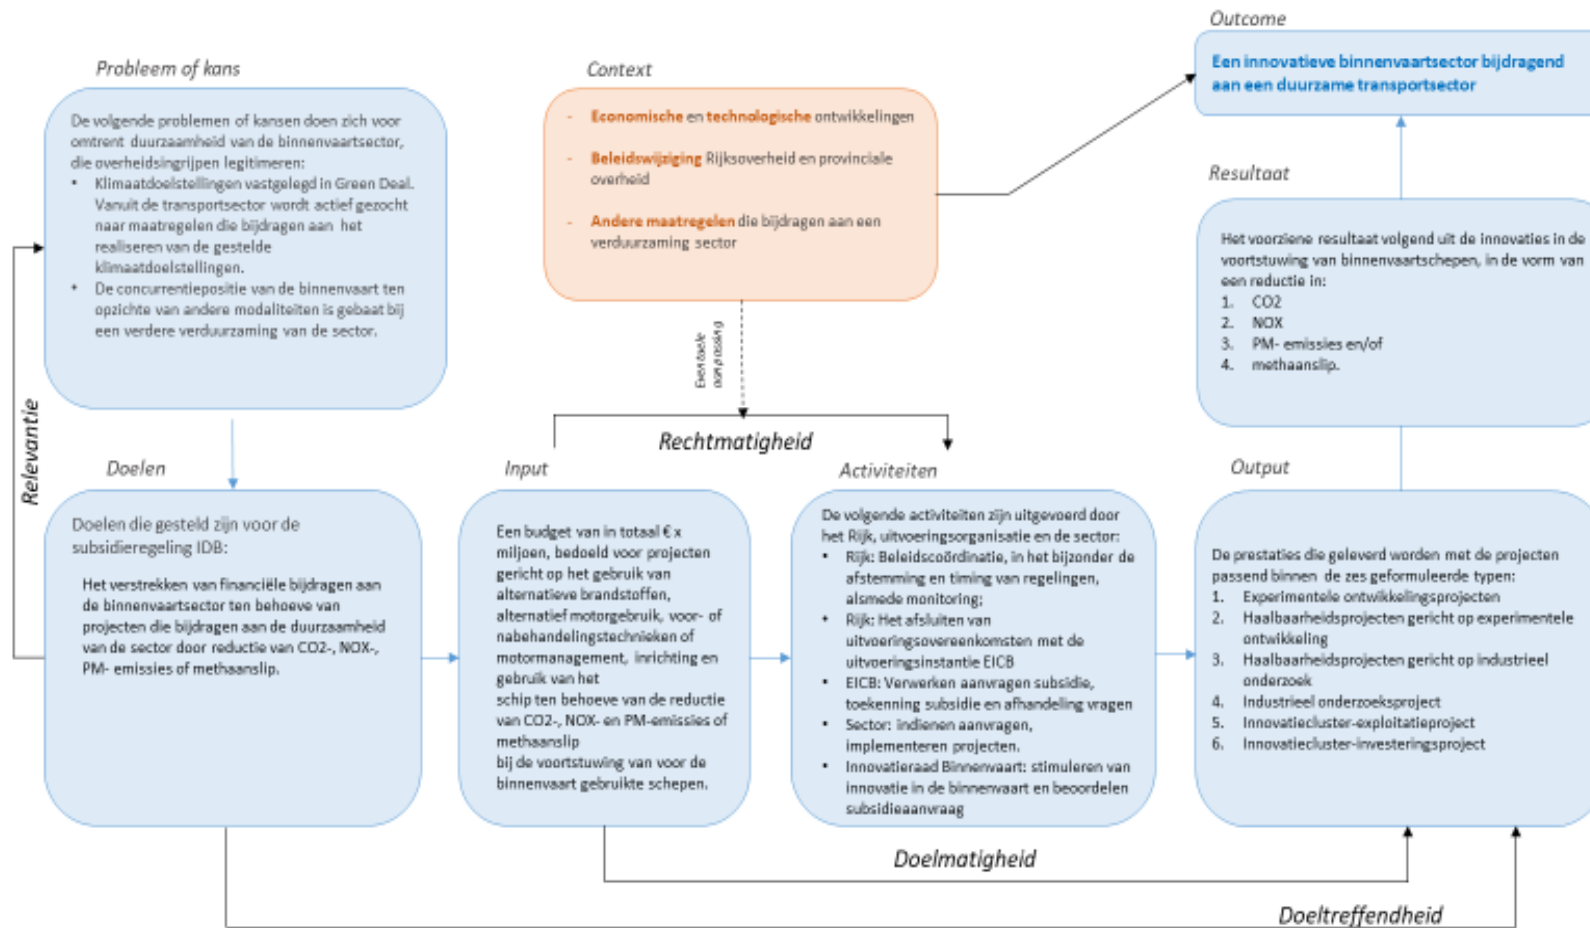 Probleem of kans
De volgende problemen of kansen doen zich voor
omtrent duurzaamheid van de binnenvaartsector,
die overheidsingrijpen legitimeren:
• Klimaatdoelstellingen vastgelegd in Green Deal.
Vanuit de transportsector wordt actief gezocht
naar maatregelen die bijdragen aan het
realiseren van de gestelde
klimaatdoelstellingen.
• De concurrentiepositie van de binnenvaart ten
opzichte van andere modaliteiten is gebaat bij
een verdere verduurzaming van de sector.
Context
- Economische en technologische ontwikkelingen
- Beleidswijziging Rijksoverheid en provinciale
overheid
- Andere maatregelen die bijdragen aan een
verduurzaming sector
Outcome
Een innovatieve binnenvaartsector bijdragend
aan een duurzame transportsector
Resultaat
Het voorziene resultaat volgend uit de innovaties in de
voortstuwing van binnenvaartschepen, in de vorm van
een reductie in:
1. CO2
2. NOX
3. PM- emissies en/of
4. methaanslip.
Eventuele
aanpassing
Relevantie
Rechtmatigheid
Doelen
Doelen die gesteld zijn voor de
subsidieregeling IDB:
Het verstrekken van financiële bijdragen aan
de binnenvaartsector ten behoeve van
projecten die bijdragen aan de duurzaamheid
van de sector door reductie van CO2-, NOX-,
PM- emissies of methaanslip.
Input
Een budget van in totaal € x
miljoen, bedoeld voor projecten
gericht op het gebruik van
alternatieve brandstoffen,
alternatief motorgebruik, voor- of
nabehandelingstechnieken of
motormanagement, inrichting en
gebruik van het
schip ten behoeve van de reductie
van CO2-, NOX- en PM-emissies of
methaanslip
bij de voortstuwing van voor de
binnenvaart gebruikte schepen.
Activiteiten
De volgende activiteiten zijn uitgevoerd door
het Rijk, uitvoeringsorganisatie en de sector:
• Rijk: Beleidscoördinatie, in het bijzonder de
afstemming en timing van regelingen,
alsmede monitoring;
• Rijk: Het afsluiten van
uitvoeringsovereenkomsten met de
uitvoeringsinstantie EICB
• EICB: Verwerken aanvragen subsidie,
toekenning subsidie en afhandeling vragen
• Sector: indienen aanvragen,
implementeren projecten.
• Innovatieraad Binnenvaart: stimuleren van
innovatie in de binnenvaart en beoordelen
subsidieaanvraag
Output
De prestaties die geleverd worden met de projecten
passend binnen de zes geformuleerde typen:
1. Experimentele ontwikkelingsprojecten
2. Haalbaarheidsprojecten gericht op experimentele
ontwikkeling
3. Haalbaarheidsprojecten gericht op industrieel
onderzoek
4. Industrieel onderzoeksproject
5. Innovatiecluster-exploitatieproject
6. Innovatiecluster-investeringsproject
Doelmatigheid
Doeltreffendheid